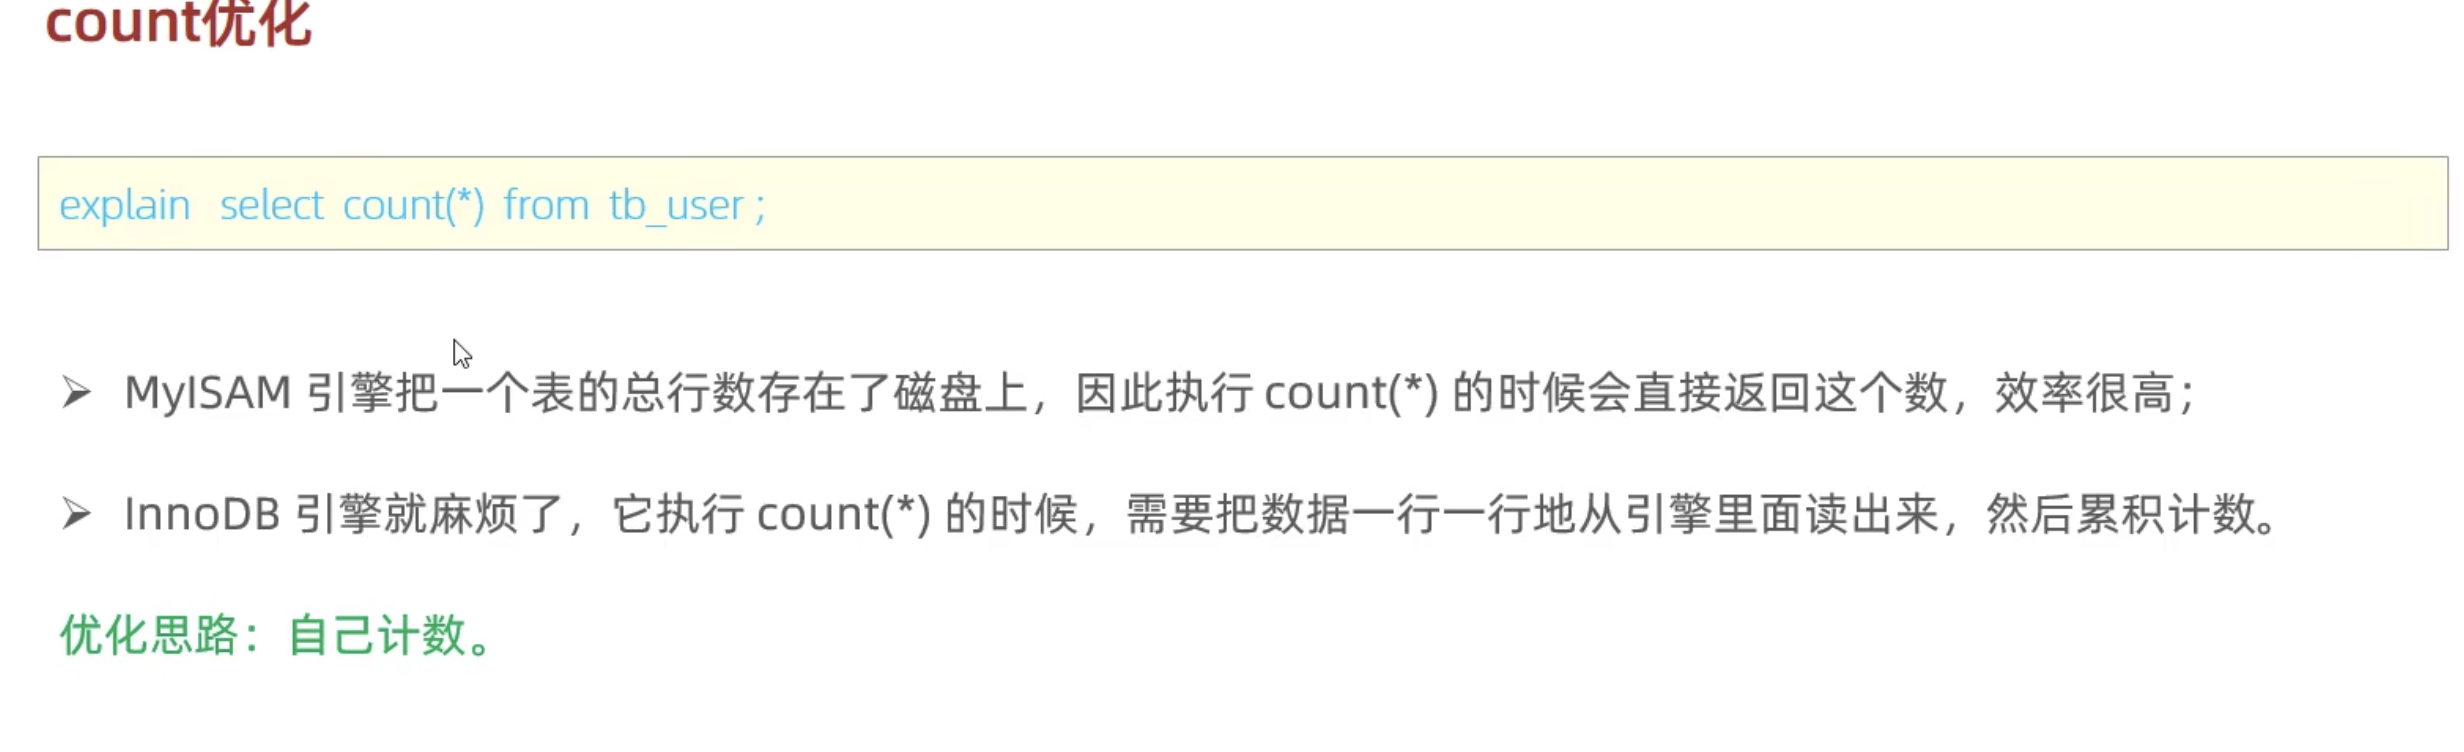 count优化
explain select count(*) from tb_user ;
MyISAM 引擎把一个表的总行数存在了磁盘上，因此执行 count(*) 的时候会直接返回这个数，效率很高；
InnoDB 引擎就麻烦了，它执行 count(*) 的时候，需要把数据一行一行地从引擎里面读出来，然后累积计数。
优化思路：自己计数。